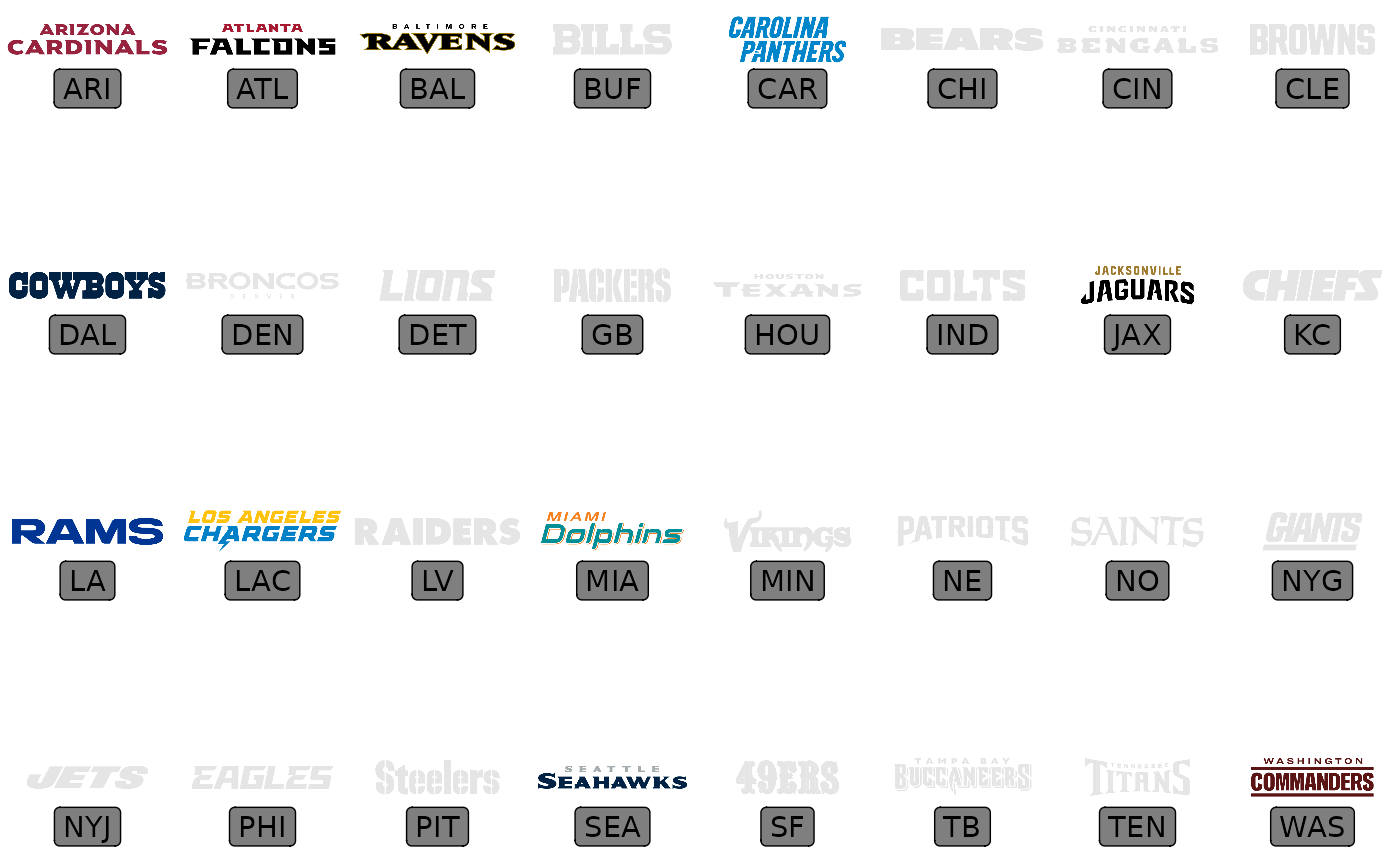 ARIZONA CARDINALS
ATLANTA FALCONS
BALTIMORE RAVENS
BILLS
CAROLINA PANTHERS
BEARS
CINCINNATI BENGALS
BROWNS
ARI
ATL
BAL
BUF
CAR
CHI
CIN
CLE
COWBOYS
BRONCOS DENVER
LIONS
PACKERS
HOUSTON TEXANS
COLTS
JACKSONVILLE JAGUARS
CHIEFS
DAL
DEN
DET
GB
HOU
IND
JAX
KC
RAMS
LOS ANGELES CHARGERS
RAIDERS
MIAMI Dolphins
Vikings
PATRIOTS
SAINTS
GIANTS
LA
LAC
LV
MIA
MIN
NE
NO
NYG
JETS
EAGLES
Steelers
SEATTLE SEAHAWKS
49ERS
TAMPA BAY BUCCANEERS
TENNESSEE TITANS
WASHINGTON COMMANDERS
NYJ
PHI
PIT
SEA
SF
TB
TEN
WAS